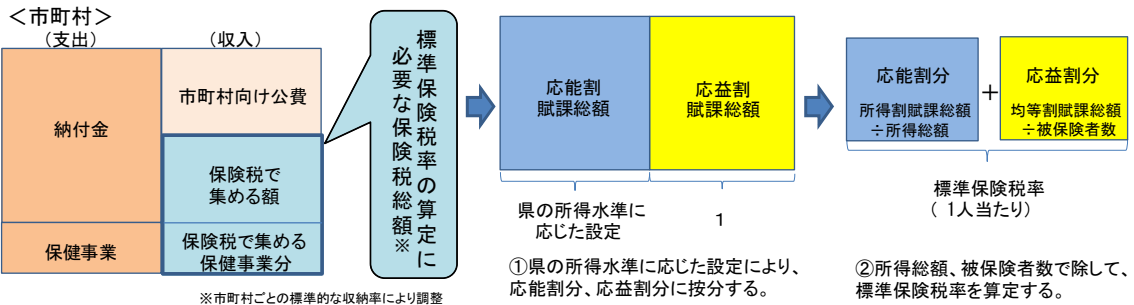 ＜市町村＞
（支出）
（収入）
納付金
保健事業
市町村向け公費
保険税で
集める額
保険税で集める
保健事業分
標準保険税率の算定に
必要な保険税総額※
※市町村ごとの標準的な収納率により調整
応能割
賦課総額
応益割
賦課総額
県の所得水準に
応じた設定
1
①県の所得水準に応じた設定により、
応能割分、応益割分に按分する。
応能割分
所得割賦課総額
÷所得総額
＋
応益割分
均等割賦課総額
÷被保険者数
標準保険税率
（ 1人当たり）
②所得総額、被保険者数で除して、
標準保険税率を算定する。